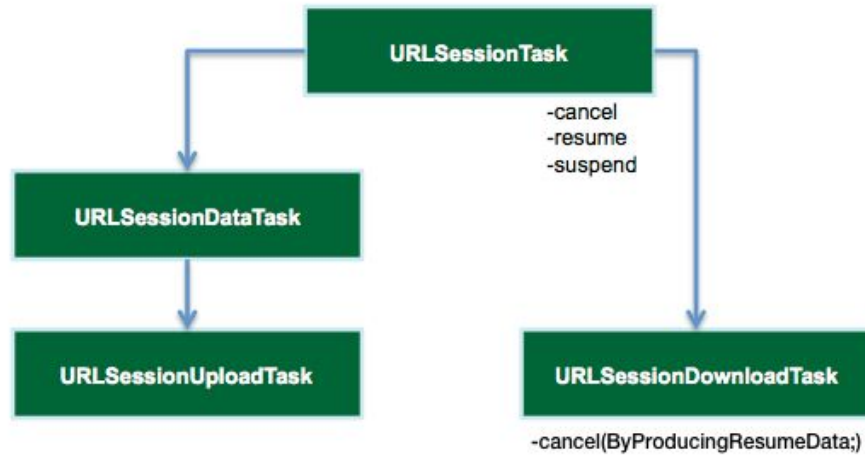 URLSessionTask
-cancel
-resume
-suspend
URLSessionDataTask
URLSessionUploadTask
URLSessionDownloadTask
-cancel(ByProducingResumeData;)